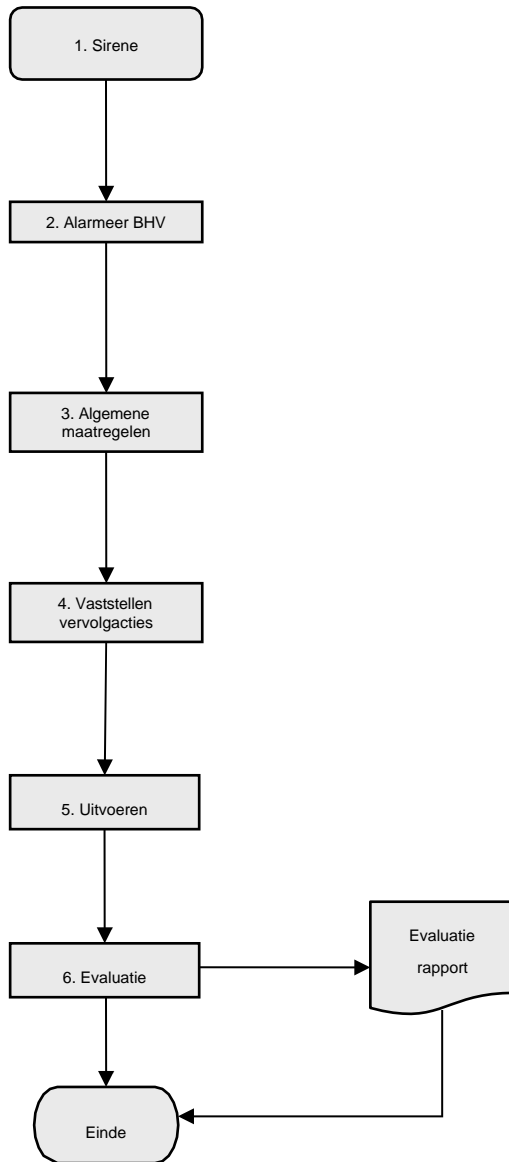 1. Sirene
2. Alarmeer BHV
3. Algemene
maatregelen
4. Vaststellen
vervolgacties
5. Uitvoeren
6. Evaluatie
Evaluatie
rapport
Einde